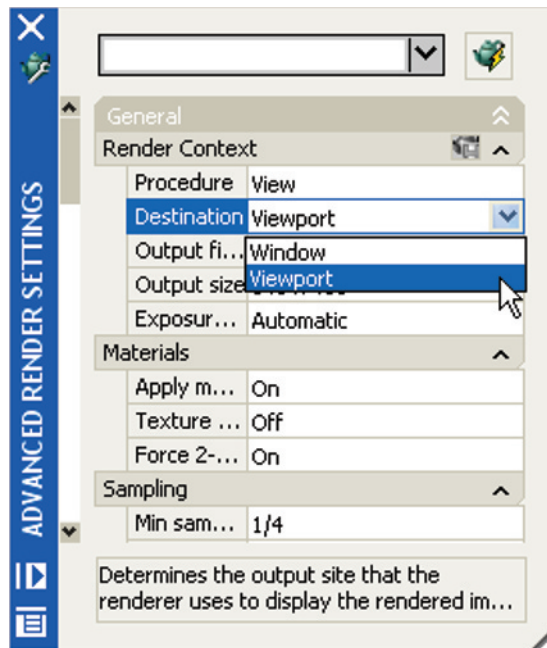 ADVANCED RENDER SETTINGS
General
Render Context
Procedure View
Destination Viewport
Output fi... Window
Viewport
Output size
Exposur... Automatic
Materials
Apply m... On
Texture ... Off
Force 2-... On
Sampling
Min sam... 1/4
Determines the output site that the
renderer uses to display the rendered im...